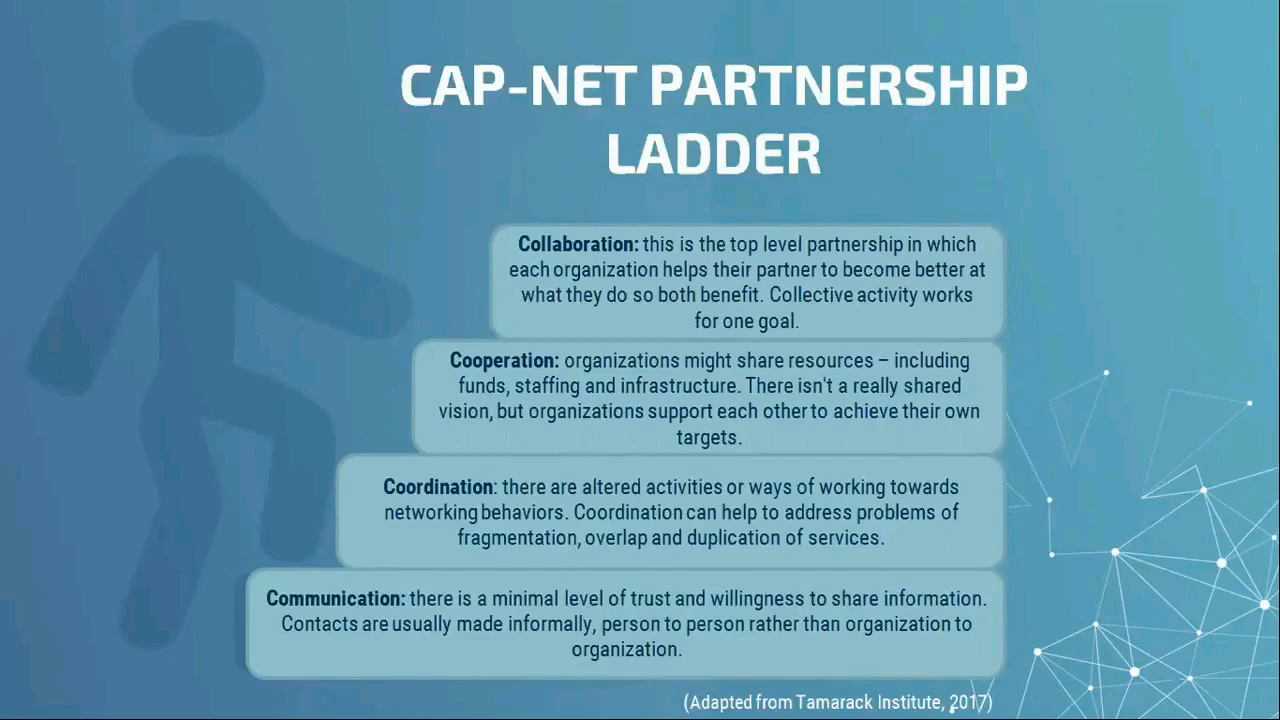 CAP-NET PARTNERSHIP
LADDER
Collaboration: this is the top level partnership in which
each organization helps their partner to become better at
what they do so both benefit. Collective activity works
for one goal.
Cooperation: organizations might share resources – including
funds, staffing and infrastructure. There isn't a really shared
vision, but organizations support each other to achieve their own
targets.
Coordination: there are altered activities or ways of working towards
networking behaviors. Coordination can help to address problems of
fragmentation, overlap and duplication of services.
Communication: there is a minimal level of trust and willingness to share information.
Contacts are usually made informally, person to person rather than organization to
organization.
(Adapted from Tamarack Institute, 2017)